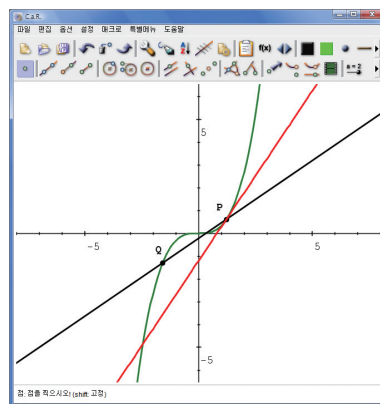 C.a.R.
파일 편집 옵션 설정 매크로 특별메뉴 도움말
f(x)
a = 2
5
P
-5 5
Q
-5
점: 점을 찍으시오! (shift: 고정)